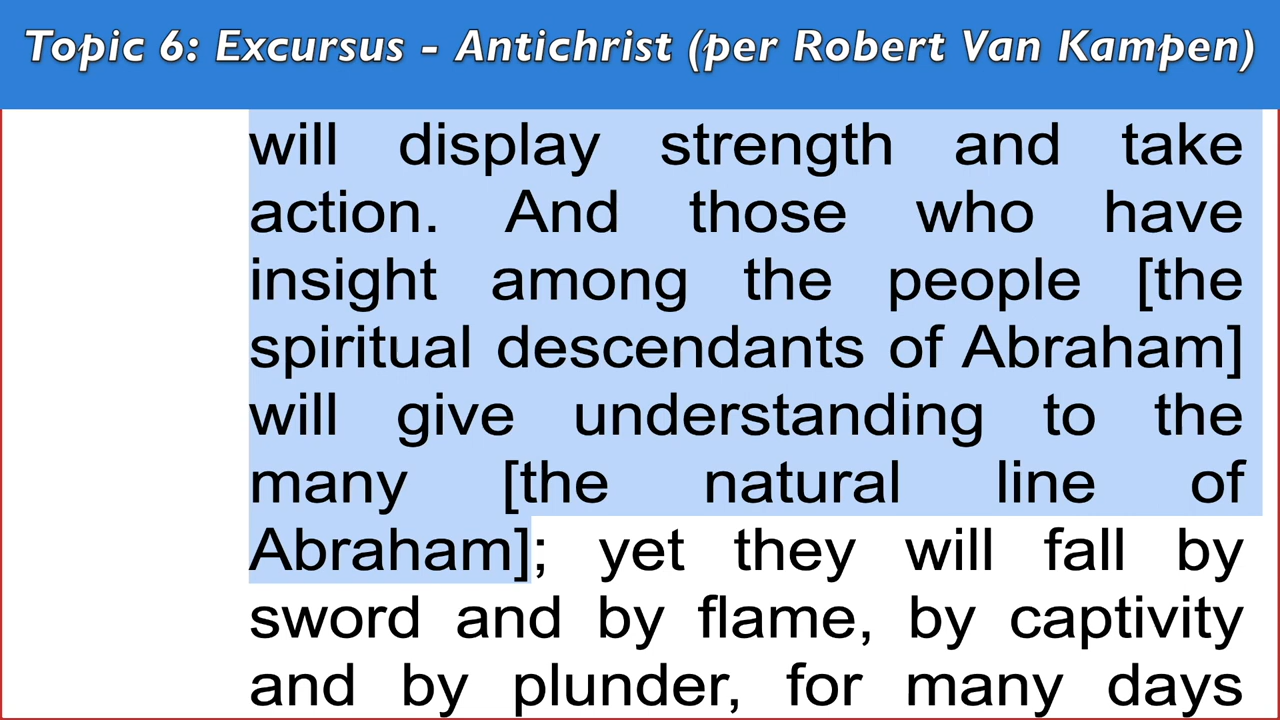 Topic 6: Excursus - Antichrist (per Robert Van Kampen)
will display strength and take
action. And those who have
insight among the people [the
spiritual descendants of Abraham]
will give understanding to the
many [the natural line of
Abraham]; yet they will fall by
sword and by flame, by captivity
and by plunder, for many days